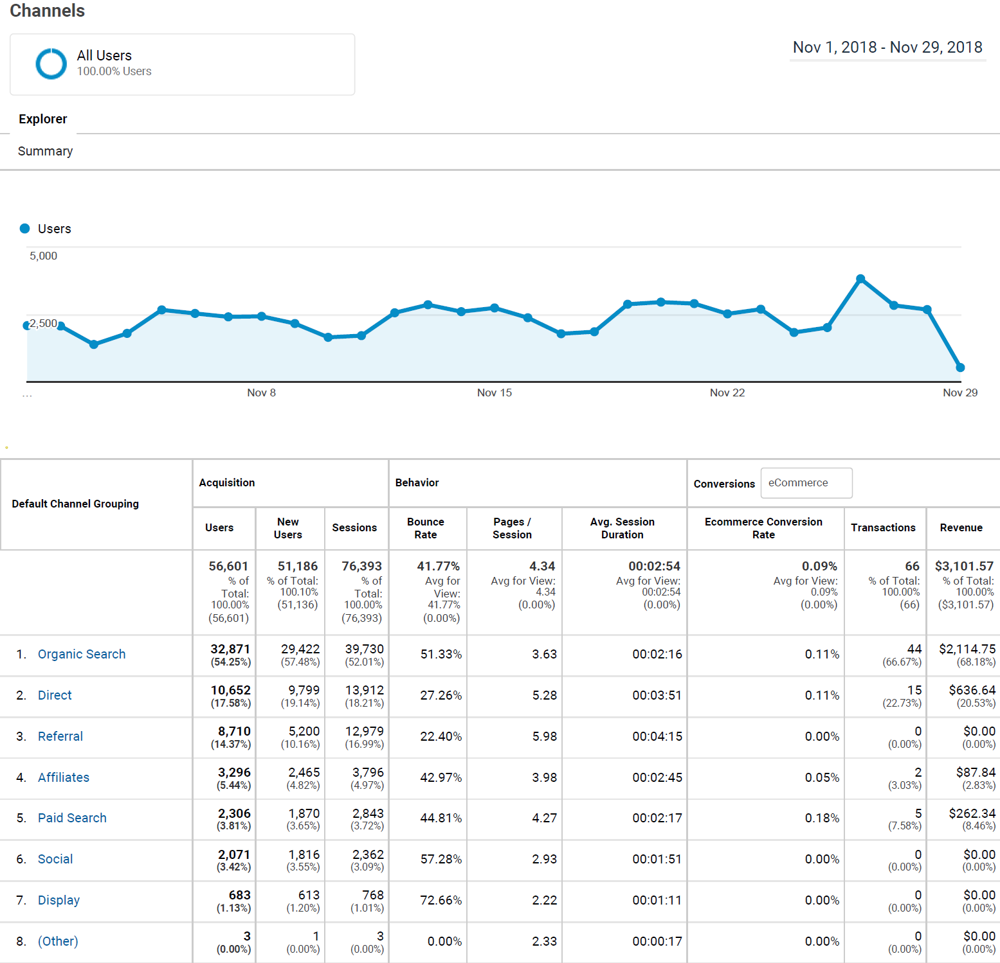 Channels
All Users
100.00% Users
Nov 1, 2018 - Nov 29, 2018
Explorer
Summary
Users
5,000
2,500
... Nov 8 Nov 15 Nov 22 Nov 29
Default Channel Grouping
Acquisition Behavior Conversions eCommerce
Users New Users Sessions Bounce Rate Pages / Session Avg. Session Duration Ecommerce Conversion Rate Transactions Revenue
56,601 51,186 76,393 41.77% 4.34 00:02:54 0.09% 66 $3,101.57
% of Total: 100.00% (56,601) % of Total: 100.10% (51,136) % of Total: 100.00% (76,393) Avg for View: 41.77% (0.00%) Avg for View: 4.34 (0.00%) Avg for View: 00:02:54 (0.00%) Avg for View: 0.09% (0.00%) % of Total: 100.00% (66) % of Total: 100.00% ($3,101.57)
1. Organic Search 32,871 (54.25%) 29,422 (57.48%) 39,730 (52.01%) 51.33% 3.63 00:02:16 0.11% 44 (66.67%) $2,114.75 (68.18%)
2. Direct 10,652 (17.58%) 9,799 (19.14%) 13,912 (18.21%) 27.26% 5.28 00:03:51 0.11% 15 (22.73%) $636.64 (20.53%)
3. Referral 8,710 (14.37%) 5,200 (10.16%) 12,979 (16.99%) 22.40% 5.98 00:04:15 0.00% 0 (0.00%) $0.00 (0.00%)
4. Affiliates 3,296 (5.44%) 2,465 (4.82%) 3,796 (4.97%) 42.97% 3.98 00:02:45 0.05% 2 (3.03%) $87.84 (2.83%)
5. Paid Search 2,306 (3.81%) 1,870 (3.65%) 2,843 (3.72%) 44.81% 4.27 00:02:17 0.18% 5 (7.58%) $262.34 (8.46%)
6. Social 2,071 (3.42%) 1,816 (3.55%) 2,362 (3.09%) 57.28% 2.93 00:01:51 0.00% 0 (0.00%) $0.00 (0.00%)
7. Display 683 (1.13%) 613 (1.20%) 768 (1.01%) 72.66% 2.22 00:01:11 0.00% 0 (0.00%) $0.00 (0.00%)
8. (Other) 3 (0.00%) 1 (0.00%) 3 (0.00%) 0.00% 2.33 00:00:17 0.00% 0 (0.00%) $0.00 (0.00%)